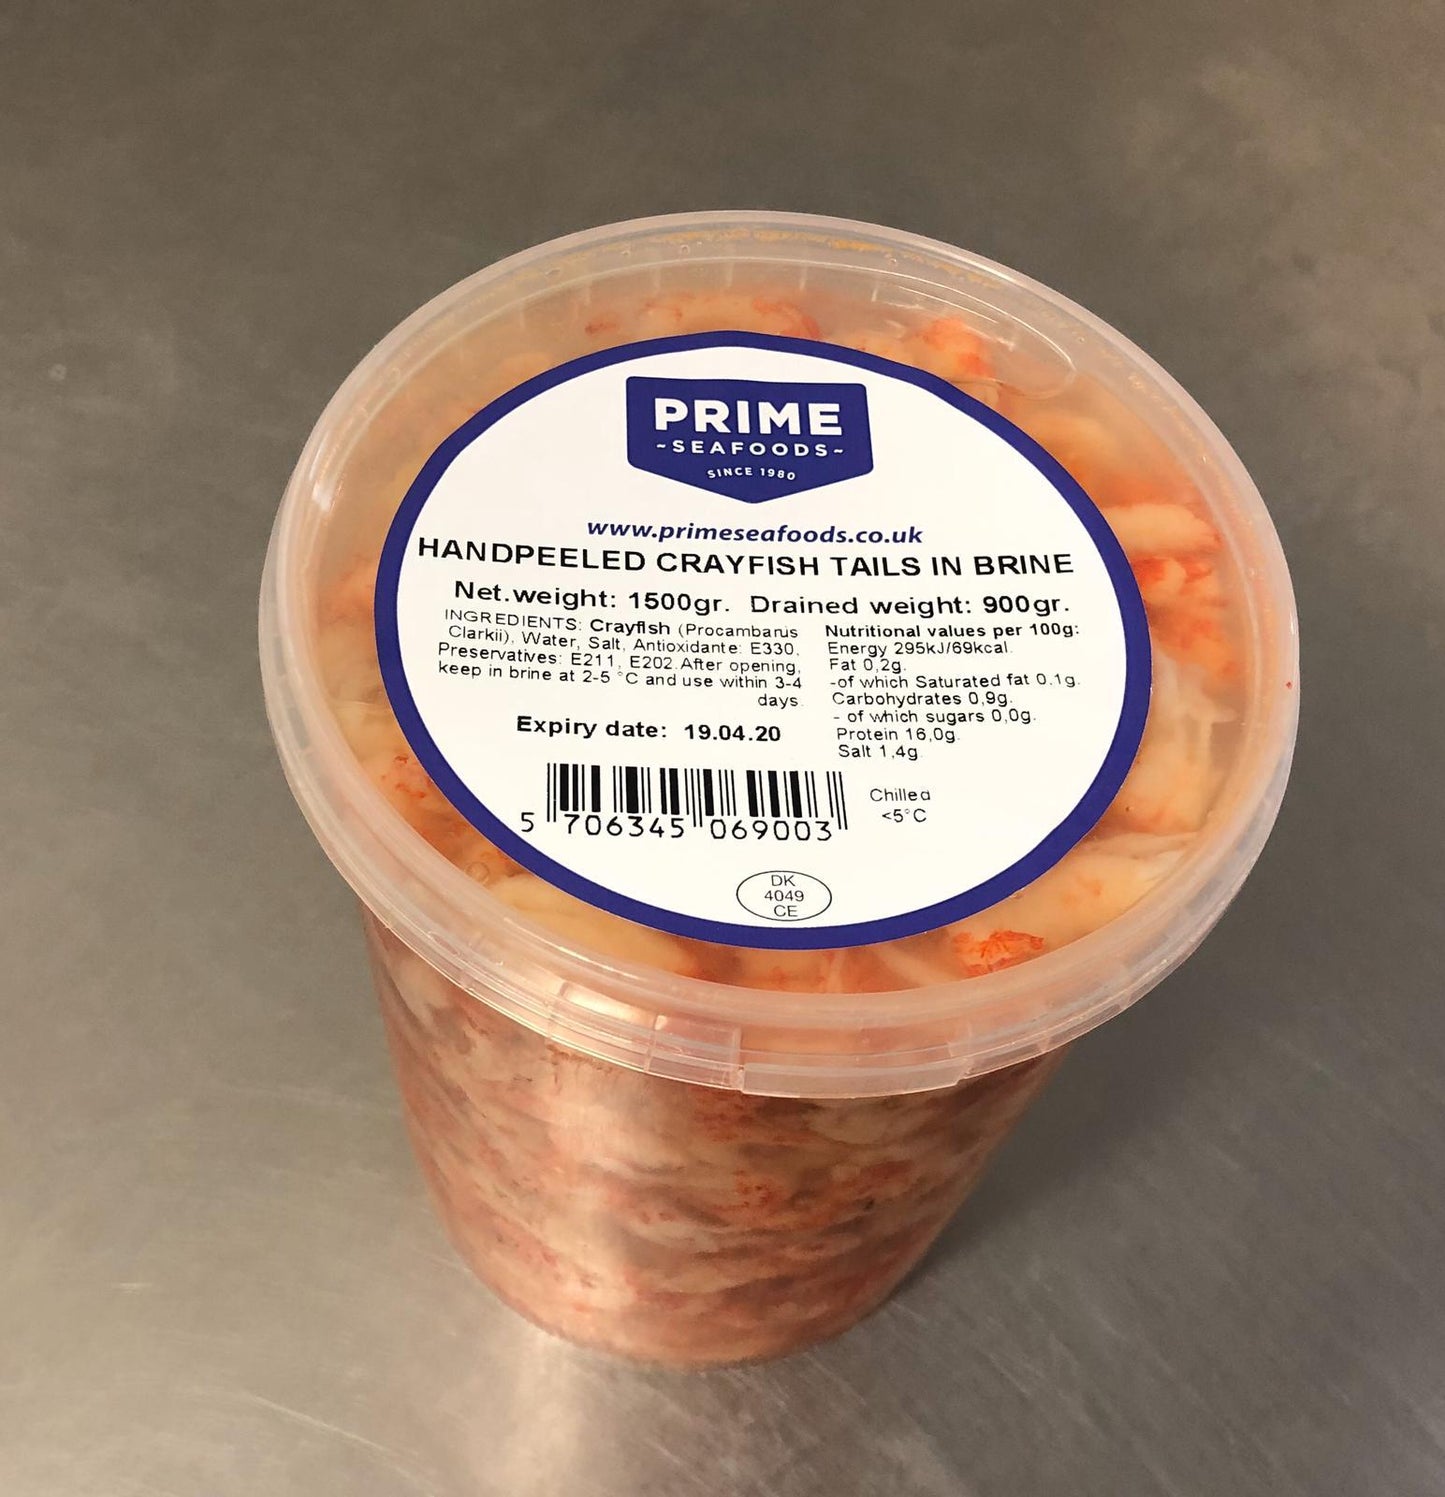 PRIME
~SEAFOODS~
SINCE 1980
www.primeseafoods.co.uk
HANDPEELED CRAYFISH TAILS IN BRINE
Net.weight: 1500gr. Drained weight: 900gr.
INGREDIENTS: Crayfish (Procambarus
Clarkii), Water, Salt, Antioxidante: E330,
Preservatives: E211, E202.After opening,
keep in brine at 2-5 °C and use within 3-4
days.
Expiry date: 19.04.20
Nutritional values per 100g:
Energy 295kJ/69kcal.
Fat 0,2g.
-of which Saturated fat 0.1g.
Carbohydrates 0,9g.
- of which sugars 0,0g.
Protein 16,0g.
Salt 1,4g.
5 706345 069003
Chilled
<5°C
DK
4049
CE